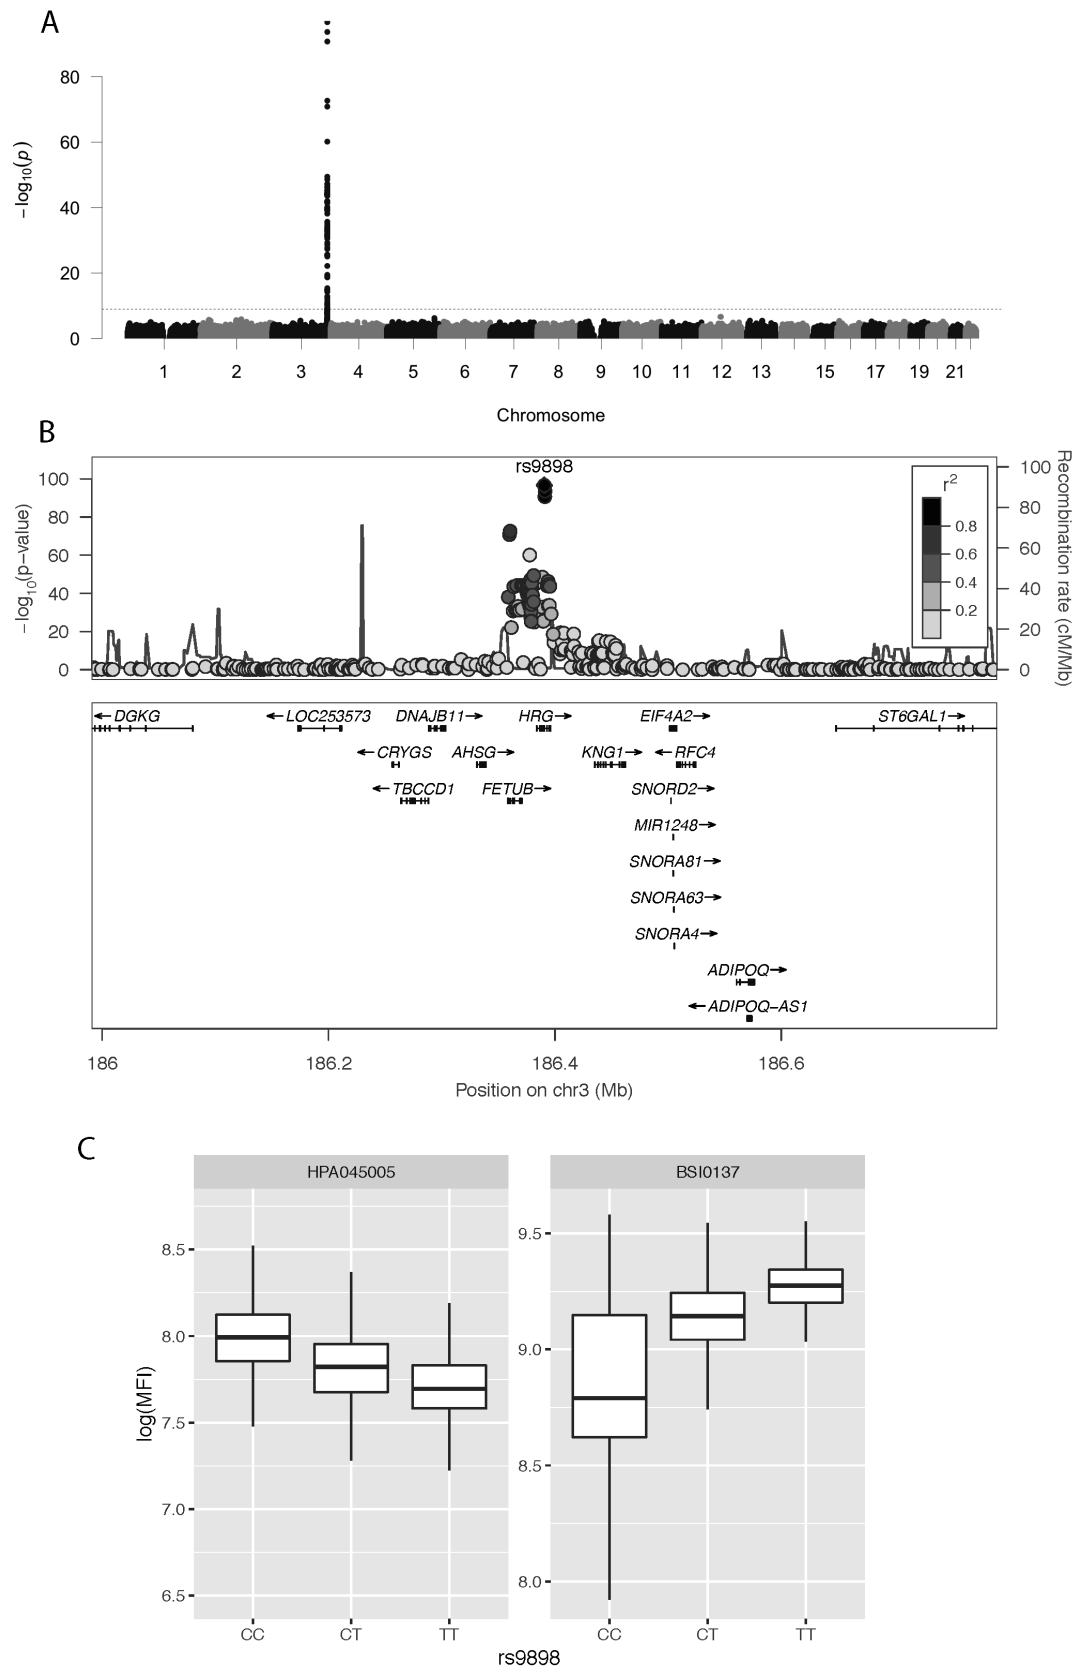 A
− log10(p)
80
60
40
20
0
1 2 3 4 5 6 7 8 9 10 11 12 13 15 17 19 21
Chromosome
B
rs9898
− log10(p−value)
100
80
60
40
20
0
Recombination rate (cM/Mb)
100
80
60
40
20
0
r2
0.8
0.6
0.4
0.2
DGKG LOC253573 DNAJB11 HRG EIF4A2 ST6GAL1
CRYGS AHSG KNG1 RFC4
TBCCD1 FETUB SNORD2
MIR1248
SNORA81
SNORA63
SNORA4
ADIPOQ
ADIPOQ−AS1
186 186.2 186.4 186.6
Position on chr3 (Mb)
C
HPA045005 BSI0137
log(MFI)
8.5
8.0
7.5
7.0
6.5
9.5
9.0
8.5
8.0
CC CT TT CC CT TT
rs9898